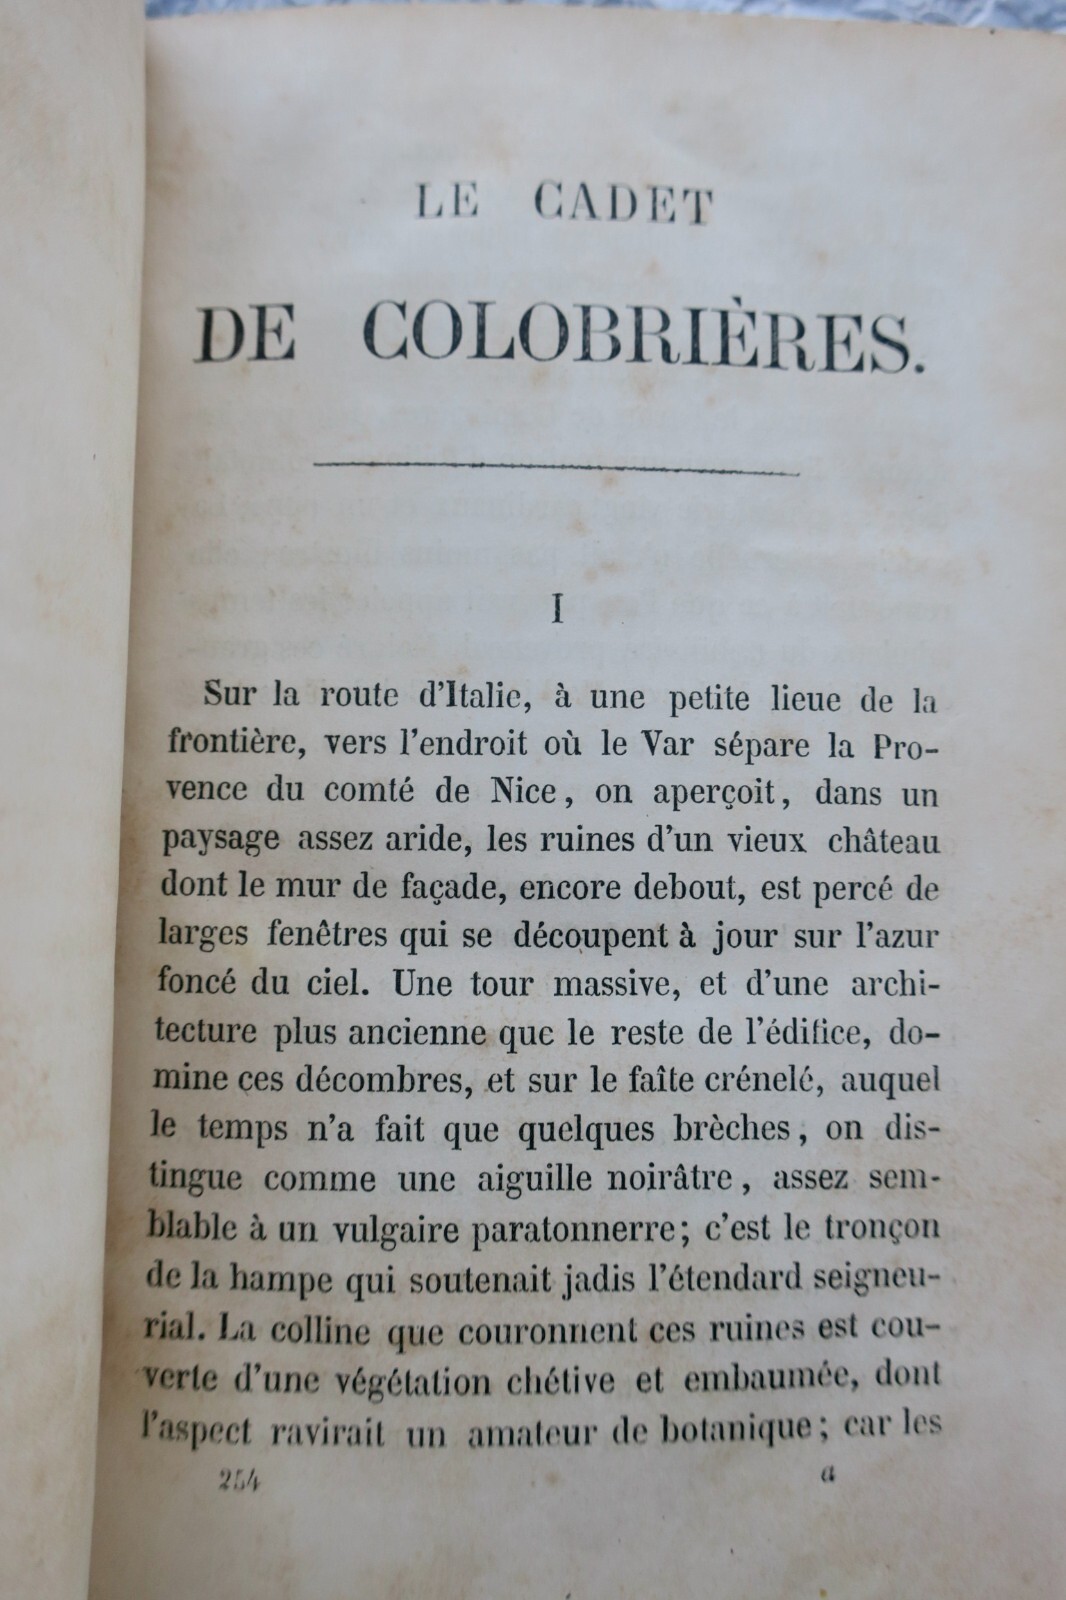 LE CADET
DE COLOBRIÈRES.
I
Sur la route d'Italie, à une petite lieue de la
frontière, vers l'endroit où le Var sépare la Pro-
vence du comté de Nice, on aperçoit, dans un
paysage assez aride, les ruines d'un vieux château
dont le mur de façade, encore debout, est percé de
larges fenêtres qui se découpent à jour sur l'azur
foncé du ciel. Une tour massive, et d'une archi-
tecture plus ancienne que le reste de l'édifice, do-
mine ces décombres, et sur le faîte crénelé, auquel
le temps n'a fait que quelques brèches, on dis-
tingue comme une aiguille noirâtre, assez sem-
blable à un vulgaire paratonnerre; c'est le tronçon
de la hampe qui soutenait jadis l'étendard seigneu-
rial. La colline que couronnent ces ruines est cou-
verte d'une végétation chétive et embaumée, dont
l'aspect ravirait un amateur de botanique; car les
254 a